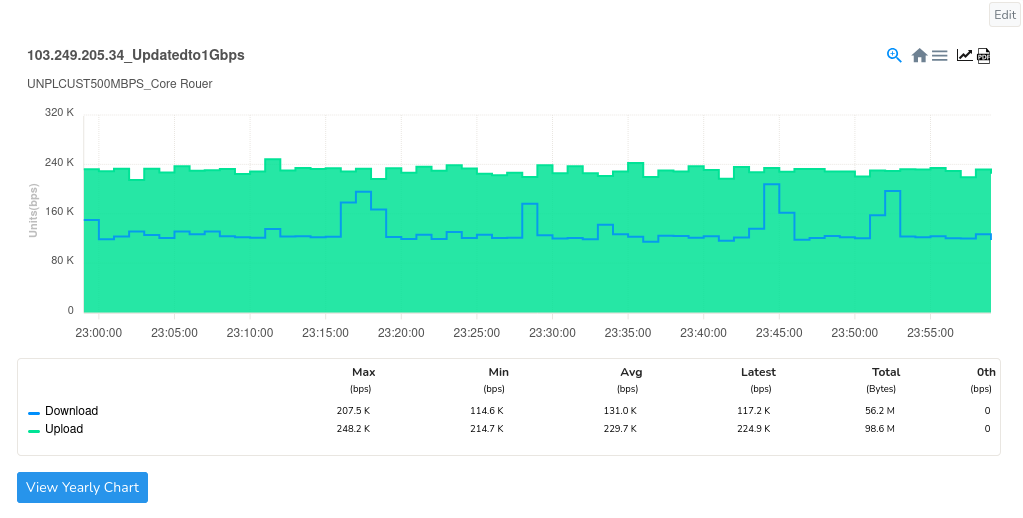 Edit
103.249.205.34_Updatedto1Gbps
PDF
UNPLCUST500MBPS_Core Rouer
320 K
240 K
160 K
80 K
0
Units(bps)
23:00:00 23:05:00 23:10:00 23:15:00 23:20:00 23:25:00 23:30:00 23:35:00 23:40:00 23:45:00 23:50:00 23:55:00
Max Min Avg Latest Total 0th
(bps) (bps) (bps) (bps) (Bytes) (bps)
Download 207.5 K 114.6 K 131.0 K 117.2 K 56.2 M 0
Upload 248.2 K 214.7 K 229.7 K 224.9 K 98.6 M 0
View Yearly Chart